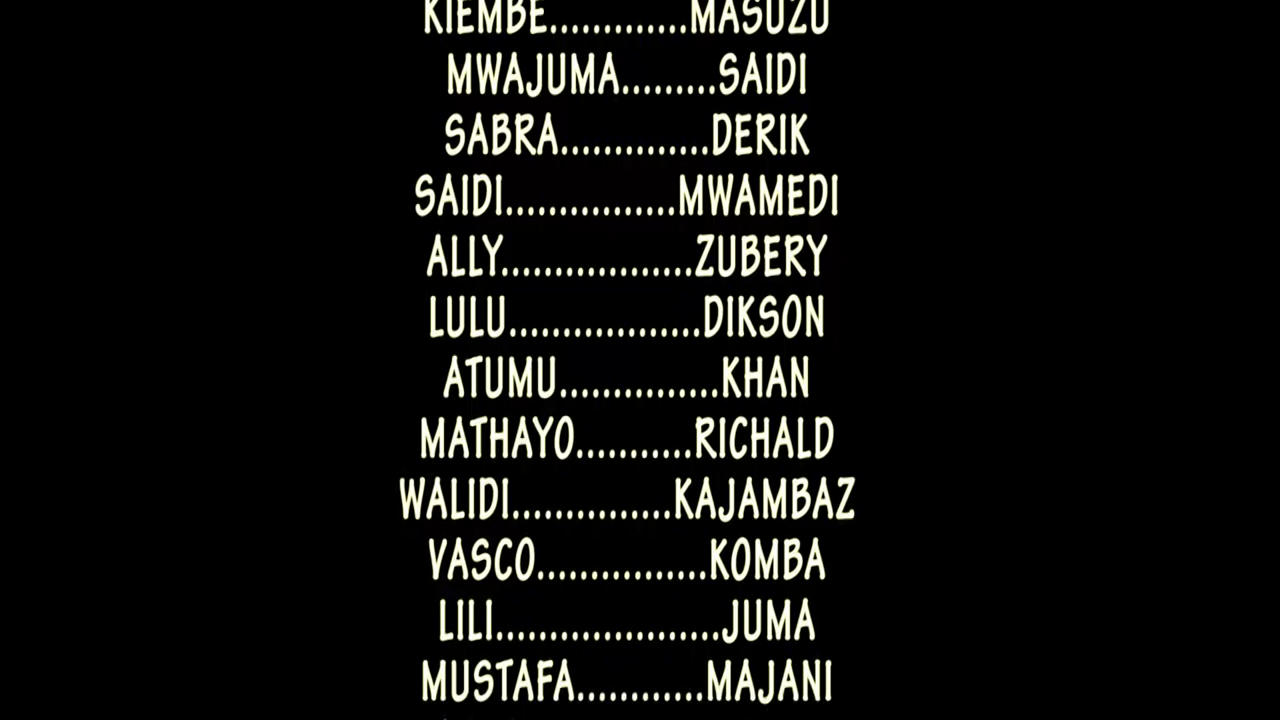 KIEMBE.............MASUZU
MWAJUMA.........SAIDI
SABRA..............DERIK
SAIDI................MWAMEDI
ALLY..................ZUBERY
LULU..................DIKSON
ATUMU...............KHAN
MATHAYO...........RICHALD
WALIDI...............KAJAMBAZ
VASCO................KOMBA
LILI.....................JUMA
MUSTAFA............MAJANI